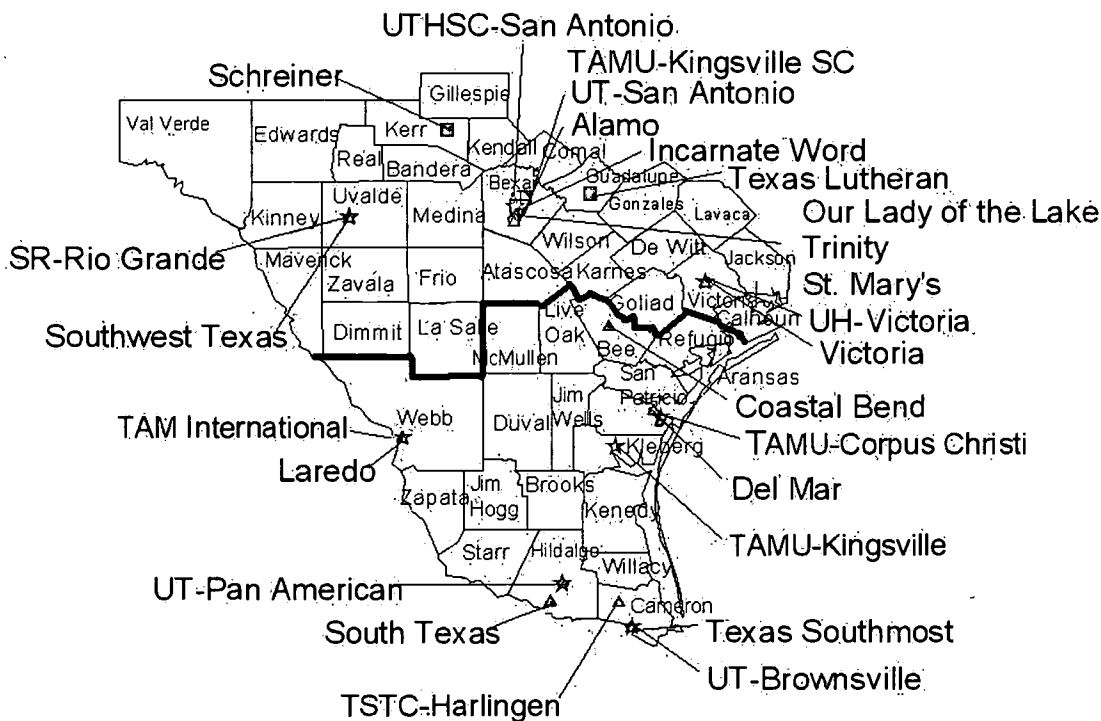 UTHSC-San Antonio
TAMU-Kingsville SC
Schreiner
UT-San Antonio
Gillespie
Alamo
Val Verde
Edwards
Kerr
Kendall
Comal
Incarnate Word
Real
Bandera
Bexar
Guadalupe
Texas Lutheran
Uvalde
Gonzales
Lavaca
Our Lady of the Lake
Kinney
Medina
Wilson
De Witt
Trinity
SR-Rio Grande
Maverick
Zavala
Frio
Atascosa
Karnes
Jackson
St. Mary's
Goliad
Victoria
Southwest Texas
Dimmit
La Salle
McMullen
Live
Oak
Bee
Refugio
Calhoun
UH-Victoria
Victoria
San
Patricio
Aransas
Coastal Bend
TAM International
Webb
Duval
Jim
Wells
TAMU-Corpus Christi
Laredo
Kleberg
Del Mar
Zapata
Jim
Hogg
Brooks
Kenedy
TAMU-Kingsville
Starr
Hildalgo
Willacy
UT-Pan American
Cameron
South Texas
Texas Southmost
UT-Brownsville
TSTC-Harlingen